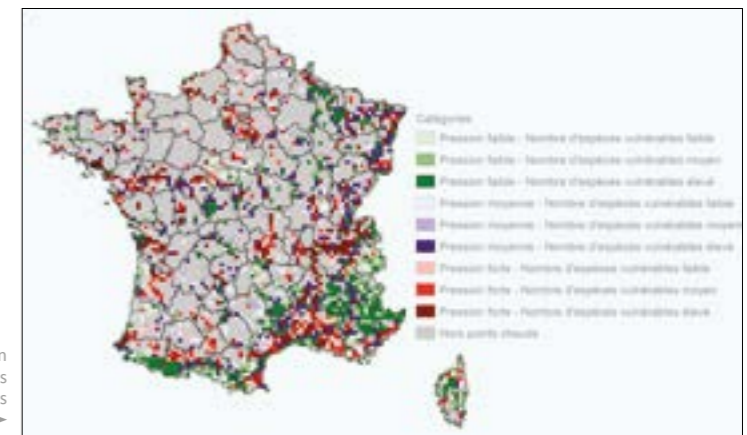 Catégories
Pression faible - Nombre d'espèces vulnérables faible
Pression faible - Nombre d'espèces vulnérables moyen
Pression faible - Nombre d'espèces vulnérables élevé
Pression moyenne - Nombre d'espèces vulnérables faible
Pression moyenne - Nombre d'espèces vulnérables moyen
Pression moyenne - Nombre d'espèces vulnérables élevé
Pression forte - Nombre d'espèces vulnérables faible
Pression forte - Nombre d'espèces vulnérables moyen
Pression forte - Nombre d'espèces vulnérables élevé
Hors points chauds